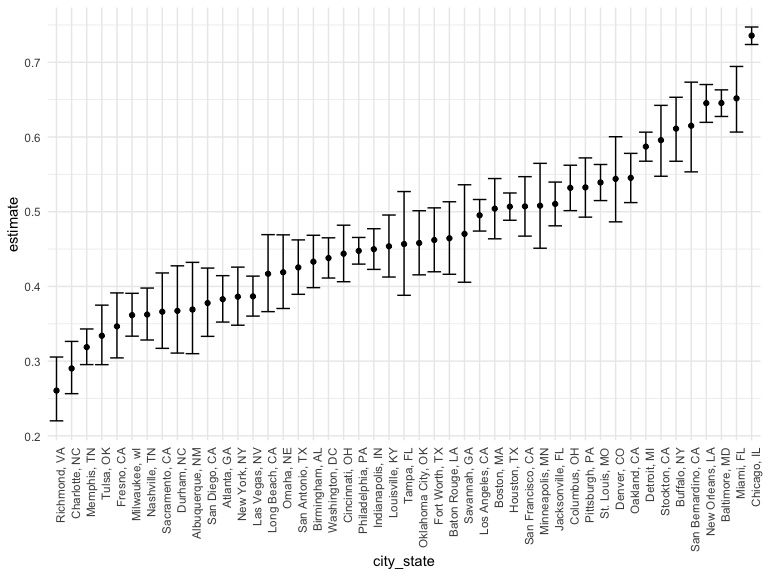 0.7
0.6
0.5
0.4
0.3
0.2
estimate
Richmond, VA
Charlotte, NC
Memphis, TN
Tulsa, OK
Fresno, CA
Milwaukee, wI
Nashville, TN
Sacramento, CA
Durham, NC
Albuquerque, NM
San Diego, CA
Atlanta, GA
New York, NY
Las Vegas, NV
Long Beach, CA
Omaha, NE
San Antonio, TX
Birmingham, AL
Washington, DC
Cincinnati, OH
Philadelphia, PA
Indianapolis, IN
Louisville, KY
Tampa, FL
Oklahoma City, OK
Fort Worth, TX
Baton Rouge, LA
Savannah, GA
Los Angeles, CA
Boston, MA
Houston, TX
San Francisco, CA
Minneapolis, MN
Jacksonville, FL
Columbus, OH
Pittsburgh, PA
St. Louis, MO
Denver, CO
Oakland, CA
Detroit, MI
Stockton, CA
Buffalo, NY
San Bernardino, CA
New Orleans, LA
Baltimore, MD
Miami, FL
Chicago, IL
city_state